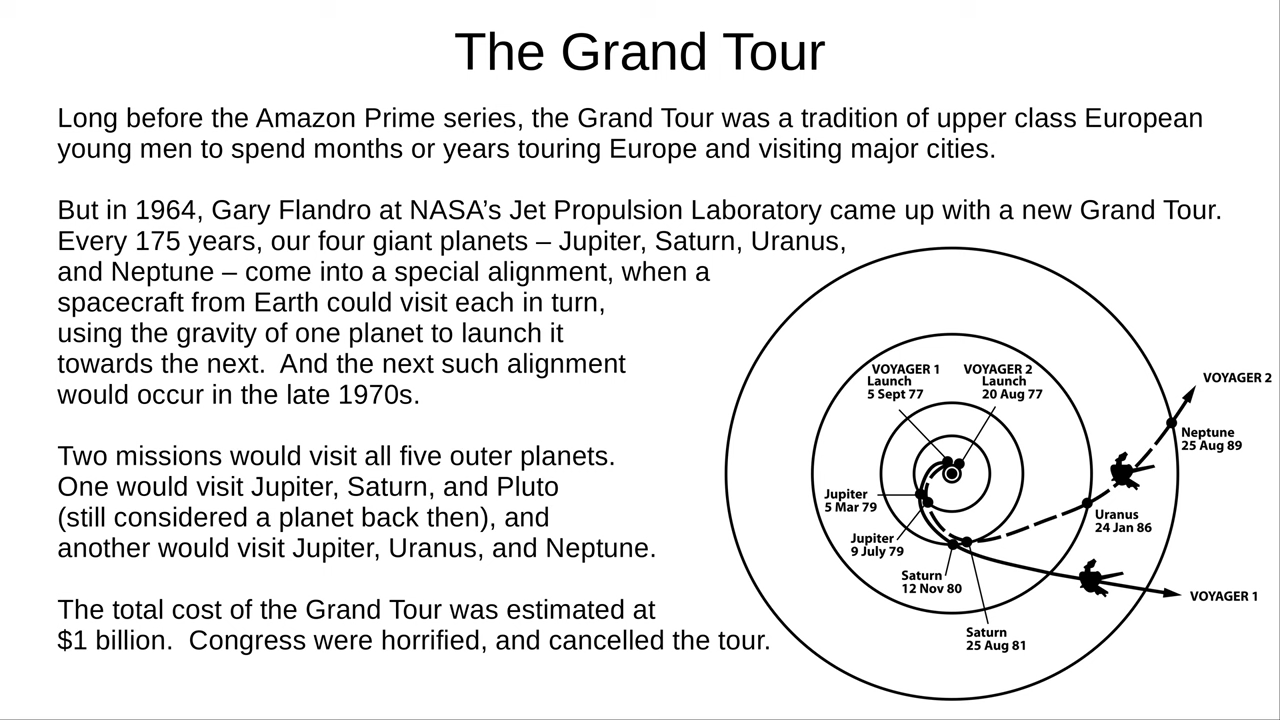 The Grand Tour
Long before the Amazon Prime series, the Grand Tour was a tradition of upper class European
young men to spend months or years touring Europe and visiting major cities.
But in 1964, Gary Flandro at NASA’s Jet Propulsion Laboratory came up with a new Grand Tour.
Every 175 years, our four giant planets – Jupiter, Saturn, Uranus,
and Neptune – come into a special alignment, when a
spacecraft from Earth could visit each in turn,
using the gravity of one planet to launch it
towards the next.  And the next such alignment
would occur in the late 1970s.
Two missions would visit all five outer planets.
One would visit Jupiter, Saturn, and Pluto
(still considered a planet back then), and
another would visit Jupiter, Uranus, and Neptune.
The total cost of the Grand Tour was estimated at
$1 billion.  Congress were horrified, and cancelled the tour.
VOYAGER 1
Launch
5 Sept 77
VOYAGER 2
Launch
20 Aug 77
VOYAGER 2
Neptune
25 Aug 89
Jupiter
5 Mar 79
Uranus
24 Jan 86
Jupiter
9 July 79
Saturn
12 Nov 80
VOYAGER 1
Saturn
25 Aug 81